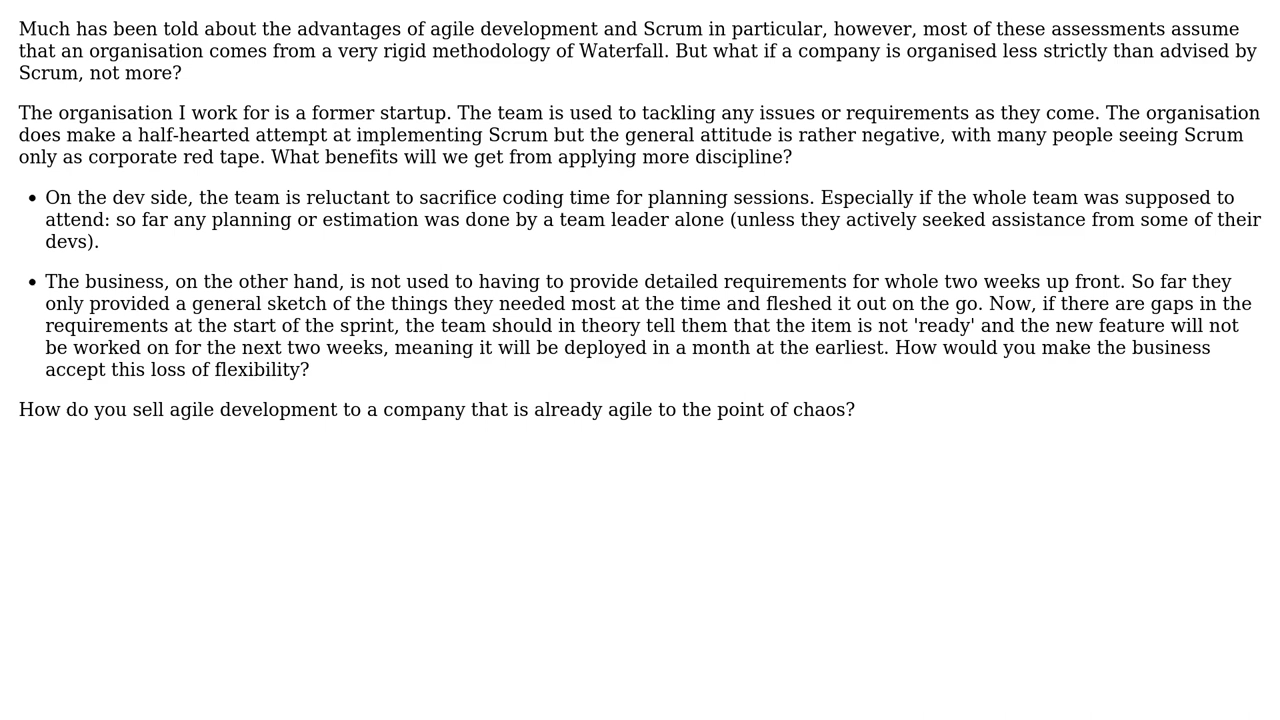 Much has been told about the advantages of agile development and Scrum in particular, however, most of these assessments assume
that an organisation comes from a very rigid methodology of Waterfall. But what if a company is organised less strictly than advised by
Scrum, not more?
The organisation I work for is a former startup. The team is used to tackling any issues or requirements as they come. The organisation
does make a half-hearted attempt at implementing Scrum but the general attitude is rather negative, with many people seeing Scrum
only as corporate red tape. What benefits will we get from applying more discipline?
• On the dev side, the team is reluctant to sacrifice coding time for planning sessions. Especially if the whole team was supposed to
attend: so far any planning or estimation was done by a team leader alone (unless they actively seeked assistance from some of their
devs).
• The business, on the other hand, is not used to having to provide detailed requirements for whole two weeks up front. So far they
only provided a general sketch of the things they needed most at the time and fleshed it out on the go. Now, if there are gaps in the
requirements at the start of the sprint, the team should in theory tell them that the item is not 'ready' and the new feature will not
be worked on for the next two weeks, meaning it will be deployed in a month at the earliest. How would you make the business
accept this loss of flexibility?
How do you sell agile development to a company that is already agile to the point of chaos?